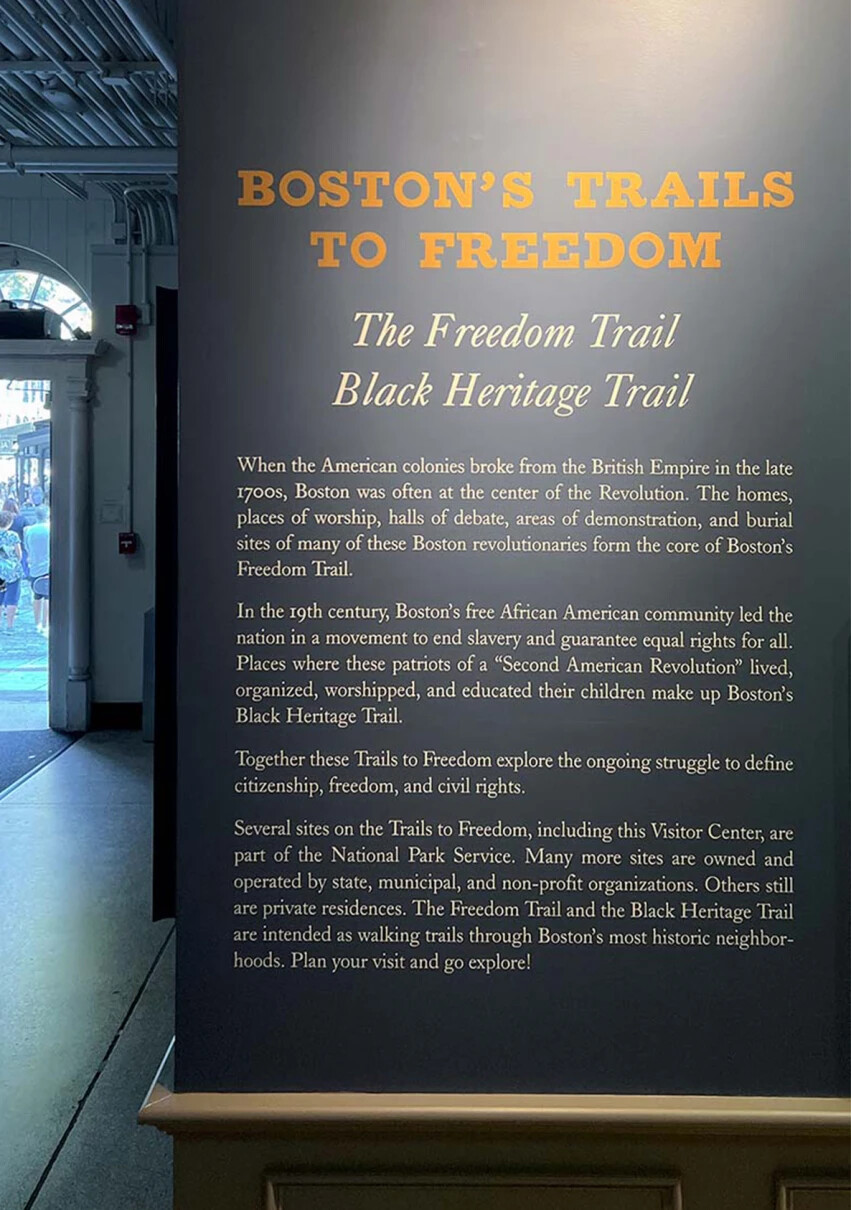 BOSTON'S TRAILS
TO FREEDOM
The Freedom Trail
Black Heritage Trail
When the American colonies broke from the British Empire in the late
1700s, Boston was often at the center of the Revolution. The homes,
places of worship, halls of debate, areas of demonstration, and burial
sites of many of these Boston revolutionaries form the core of Boston's
Freedom Trail.
In the 19th century, Boston's free African American community led the
nation in a movement to end slavery and guarantee equal rights for all.
Places where these patriots of a “Second American Revolution” lived,
organized, worshipped, and educated their children make up Boston's
Black Heritage Trail.
Together these Trails to Freedom explore the ongoing struggle to define
citizenship, freedom, and civil rights.
Several sites on the Trails to Freedom, including this Visitor Center, are
part of the National Park Service. Many more sites are owned and
operated by state, municipal, and non-profit organizations. Others still
are private residences. The Freedom Trail and the Black Heritage Trail
are intended as walking trails through Boston's most historic neighbor-
hoods. Plan your visit and go explore!